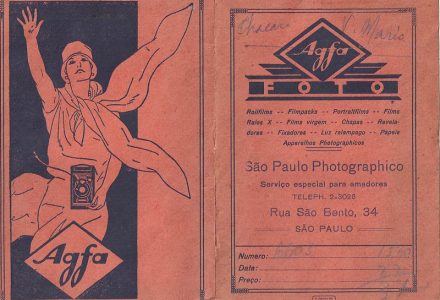 Agfa
V. Maria
Agfa
FOTO
Rollfilms -- Filmpacks -- Portraitfilms -- Films
Raios X -- Films virgem -- Chapas -- Revela-
dores -- Fixadores -- Luz relampago -- Papeis
Apparelhos Photographicos
São Paulo Photographico
Serviço especial para amadores
TELEPH. 2-3026
Rua São Bento, 34
SÃO PAULO
Numero:
Data:
Preço: